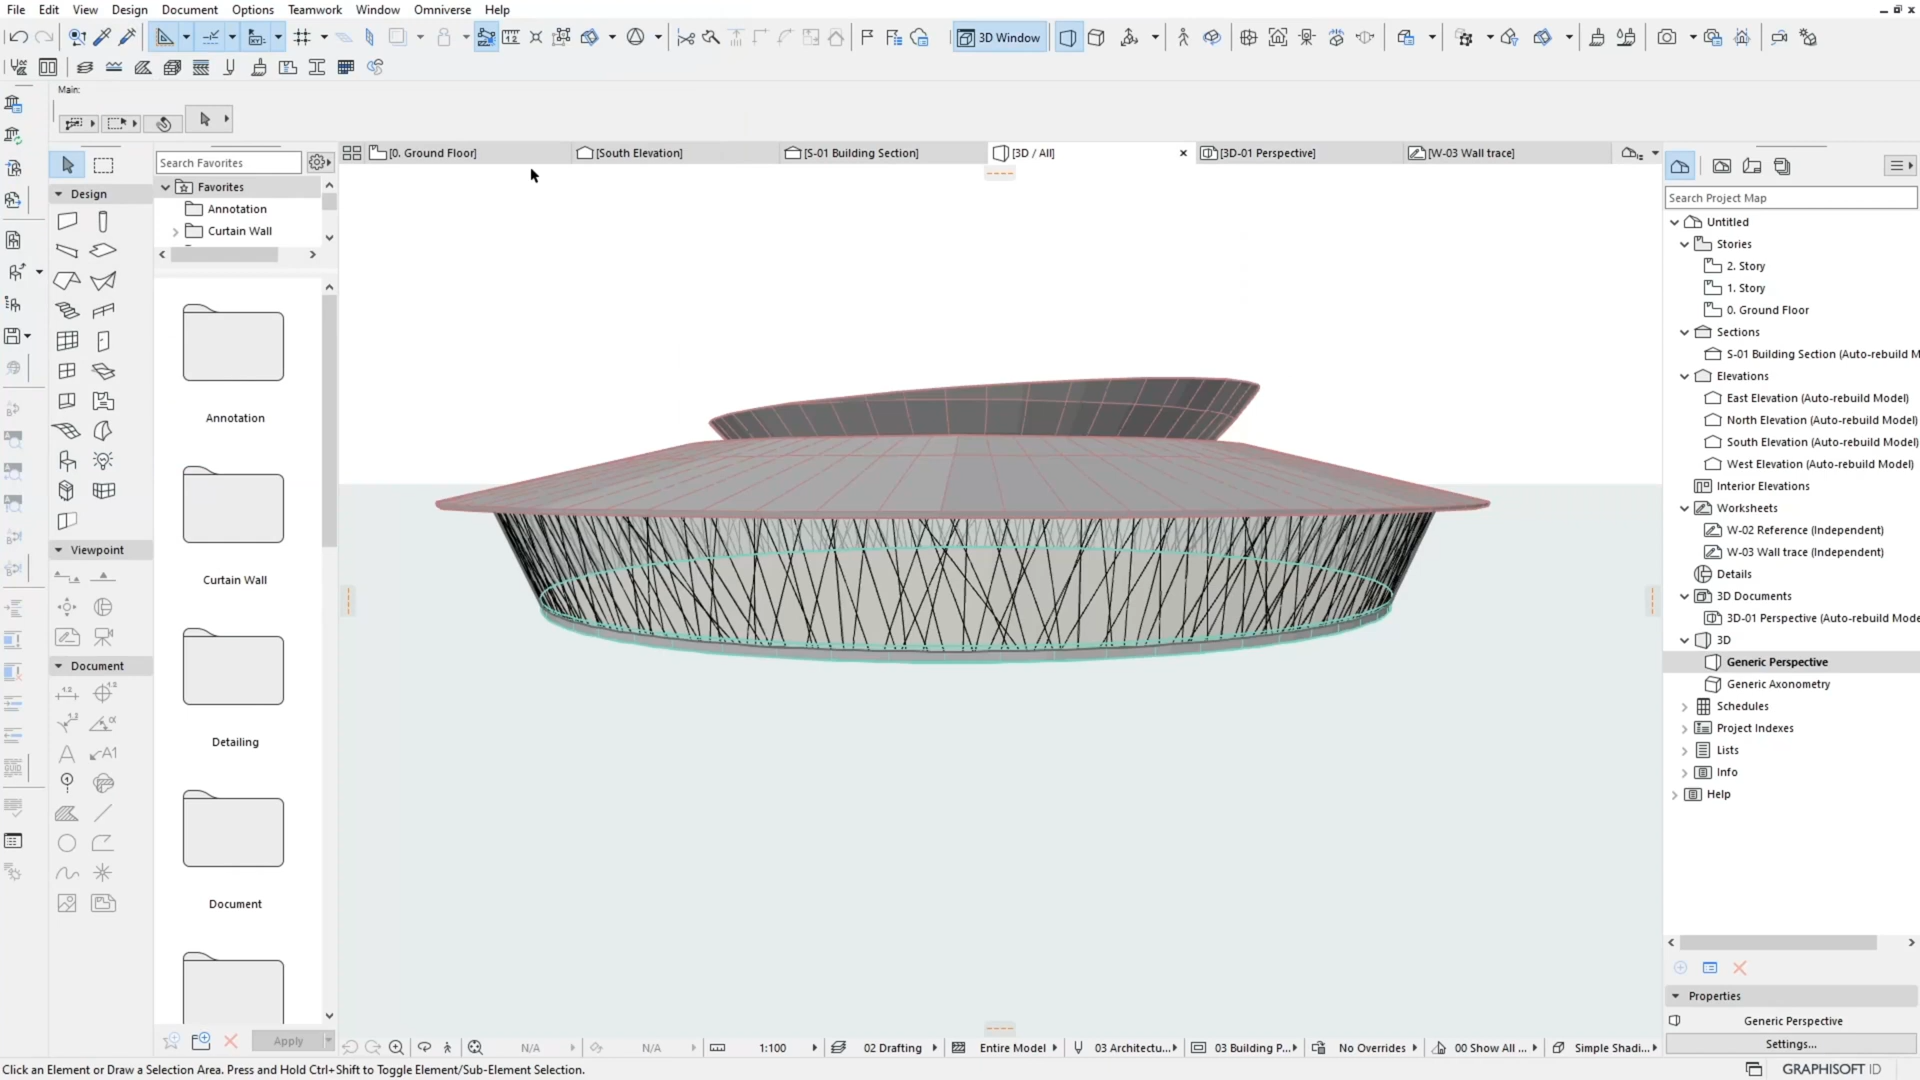 File Edit View Design Document Options Teamwork Window Omniverse Help
3D Window
Main:
Search Favorites
[0. Ground Floor]
[South Elevation]
[S-01 Building Section]
[3D / All]
[3D-01 Perspective]
[W-03 Wall trace]
Design
Favorites
Annotation
Curtain Wall
Annotation
Curtain Wall
Detailing
Document
Viewpoint
Document
Apply
Search Project Map
Untitled
Stories
2. Story
1. Story
0. Ground Floor
Sections
S-01 Building Section (Auto-rebuild M
Elevations
East Elevation (Auto-rebuild Model)
North Elevation (Auto-rebuild Model)
South Elevation (Auto-rebuild Model)
West Elevation (Auto-rebuild Model)
Interior Elevations
Worksheets
W-02 Reference (Independent)
W-03 Wall trace (Independent)
Details
3D Documents
3D-01 Perspective (Auto-rebuild Mode
3D
Generic Perspective
Generic Axonometry
Schedules
Project Indexes
Lists
Info
Help
Properties
Generic Perspective
Settings...
N/A
N/A
1:100
02 Drafting
Entire Model
03 Architectu...
03 Building P...
No Overrides
00 Show All ...
Simple Shadi...
Click an Element or Draw a Selection Area. Press and Hold Ctrl+Shift to Toggle Element/Sub-Element Selection.
GRAPHISOFT ID